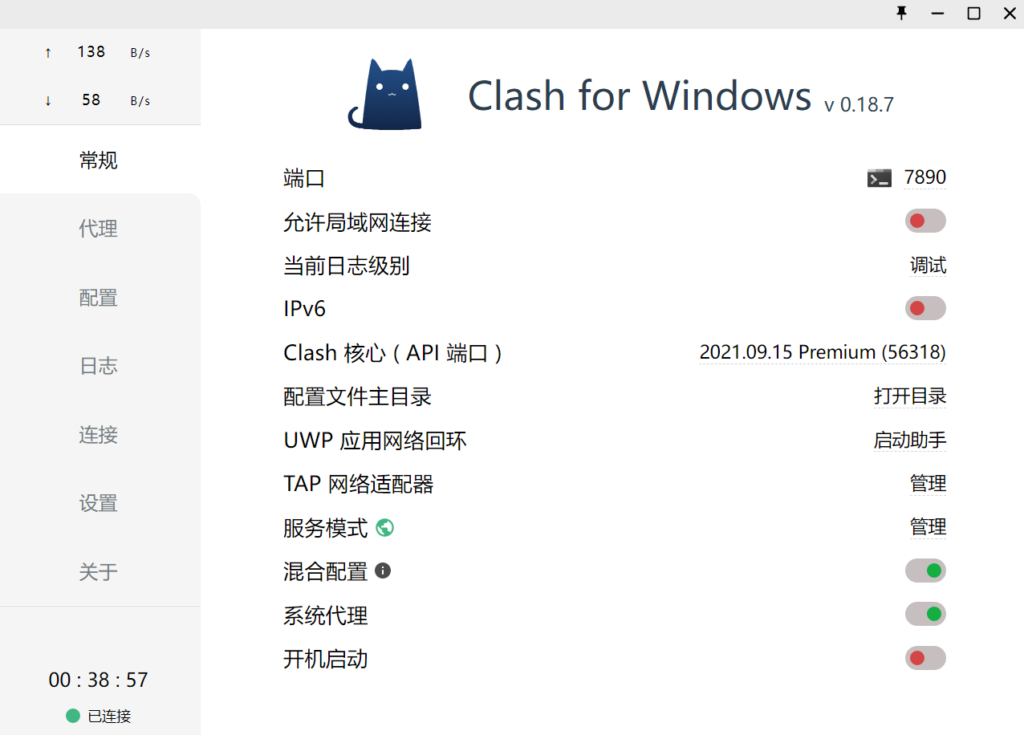 ↑ 138 B/s
↓ 58 B/s
常规
代理
配置
日志
连接
设置
关于
00 : 38 : 57
已连接
Clash for Windows v 0.18.7
端口 7890
允许局域网连接
当前日志级别 调试
IPv6
Clash 核心 ( API 端口 ) 2021.09.15 Premium (56318)
配置文件主目录 打开目录
UWP 应用网络回环 启动助手
TAP 网络适配器 管理
服务模式 管理
混合配置
系统代理
开机启动